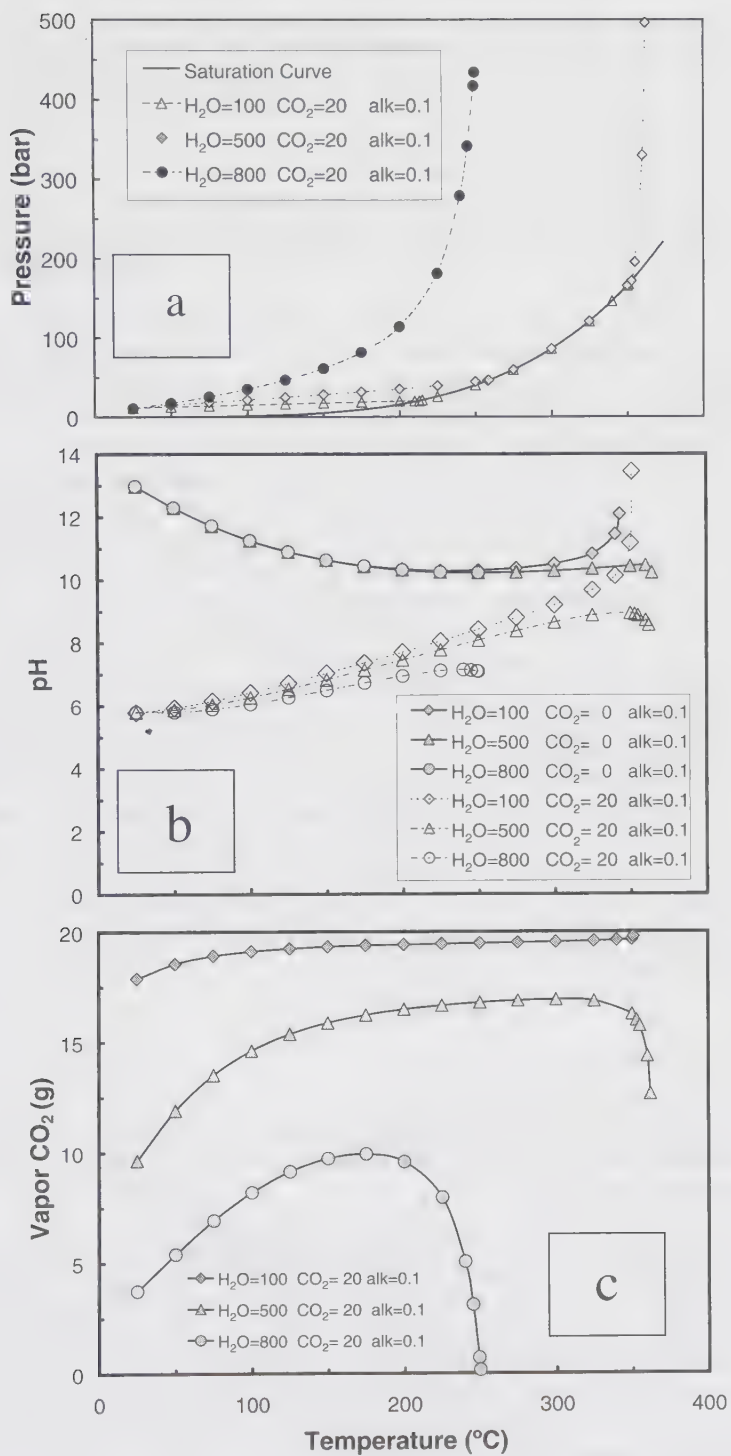 500
400
300
200
100
0
Pressure (bar)
Saturation Curve
H₂O=100 CO₂=20 alk=0.1
H₂O=500 CO₂=20 alk=0.1
H₂O=800 CO₂=20 alk=0.1
a
14
12
10
8
6
4
2
0
pH
H₂O=100 CO₂= 0 alk=0.1
H₂O=500 CO₂= 0 alk=0.1
H₂O=800 CO₂= 0 alk=0.1
H₂O=100 CO₂= 20 alk=0.1
H₂O=500 CO₂= 20 alk=0.1
H₂O=800 CO₂= 20 alk=0.1
b
20
15
10
5
0
Vapor CO₂ (g)
H₂O=100 CO₂= 20 alk=0.1
H₂O=500 CO₂= 20 alk=0.1
H₂O=800 CO₂= 20 alk=0.1
c
0 100 200 300 400
Temperature (°C)